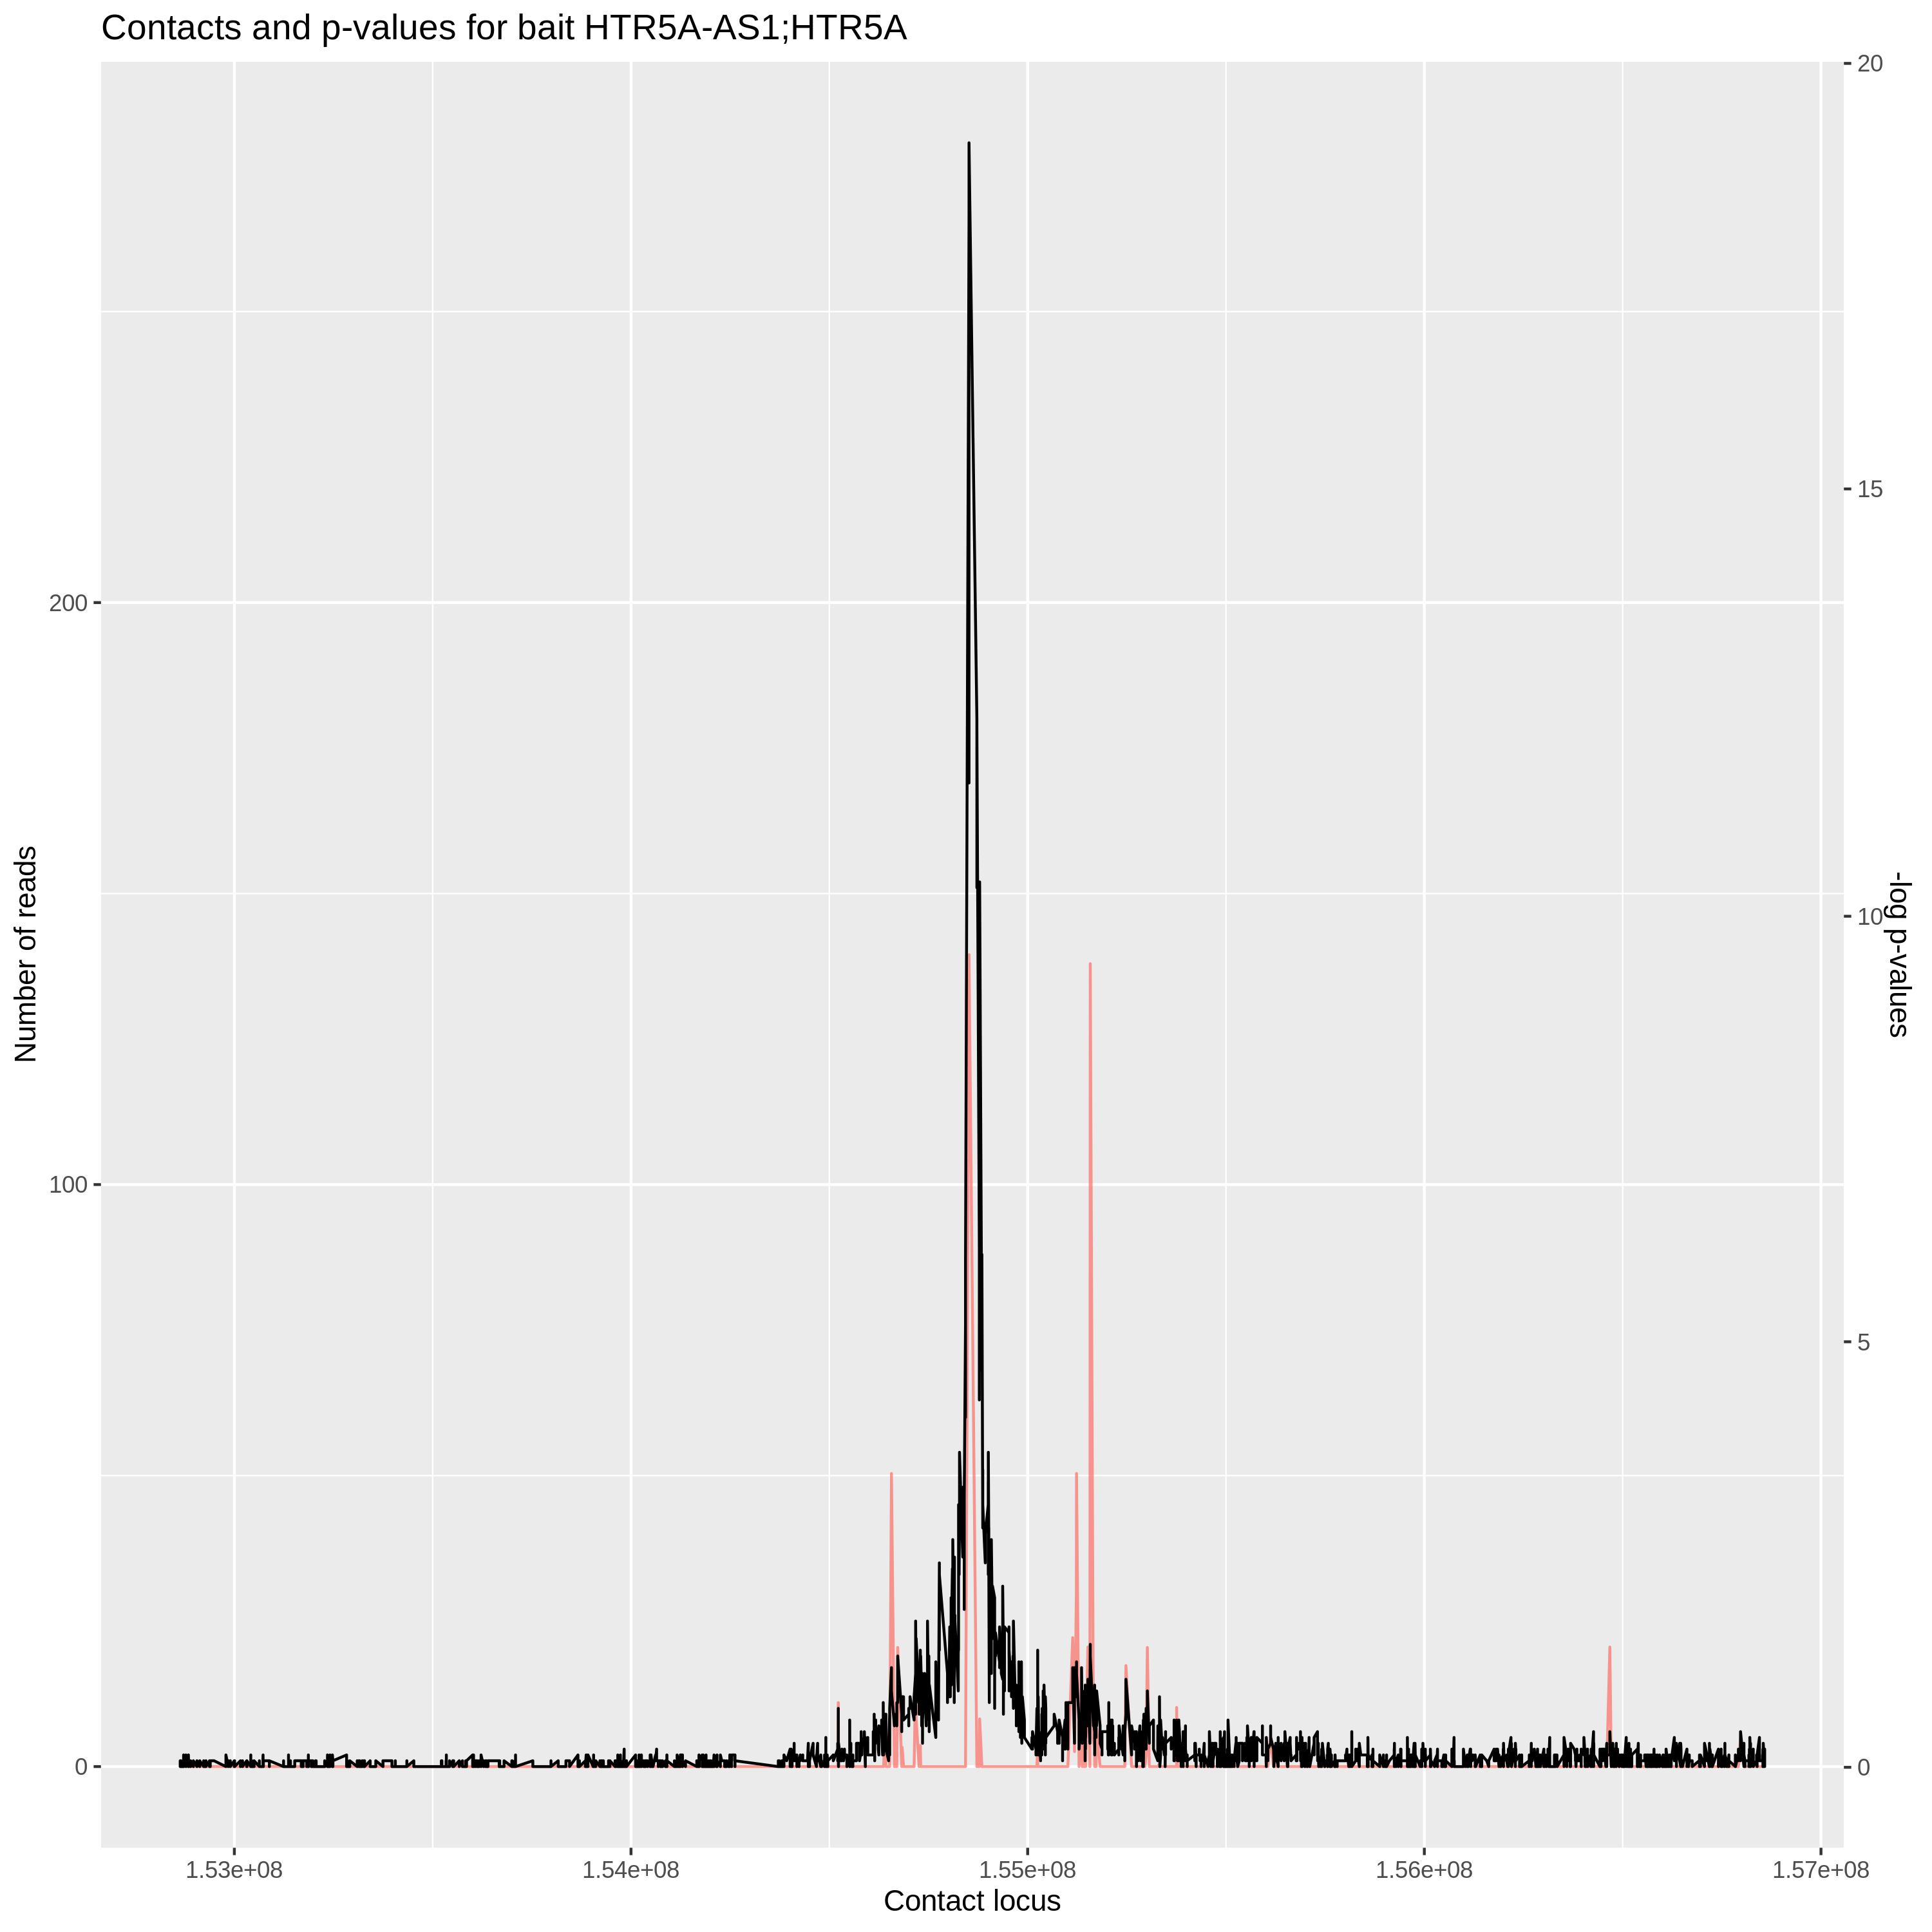 Contacts and p-values for bait HTR5A-AS1;HTR5A
20
15
200
10
Number of reads
-log p-values
100
5
0
0
1.53e+08
1.54e+08
1.55e+08
1.56e+08
1.57e+08
Contact locus